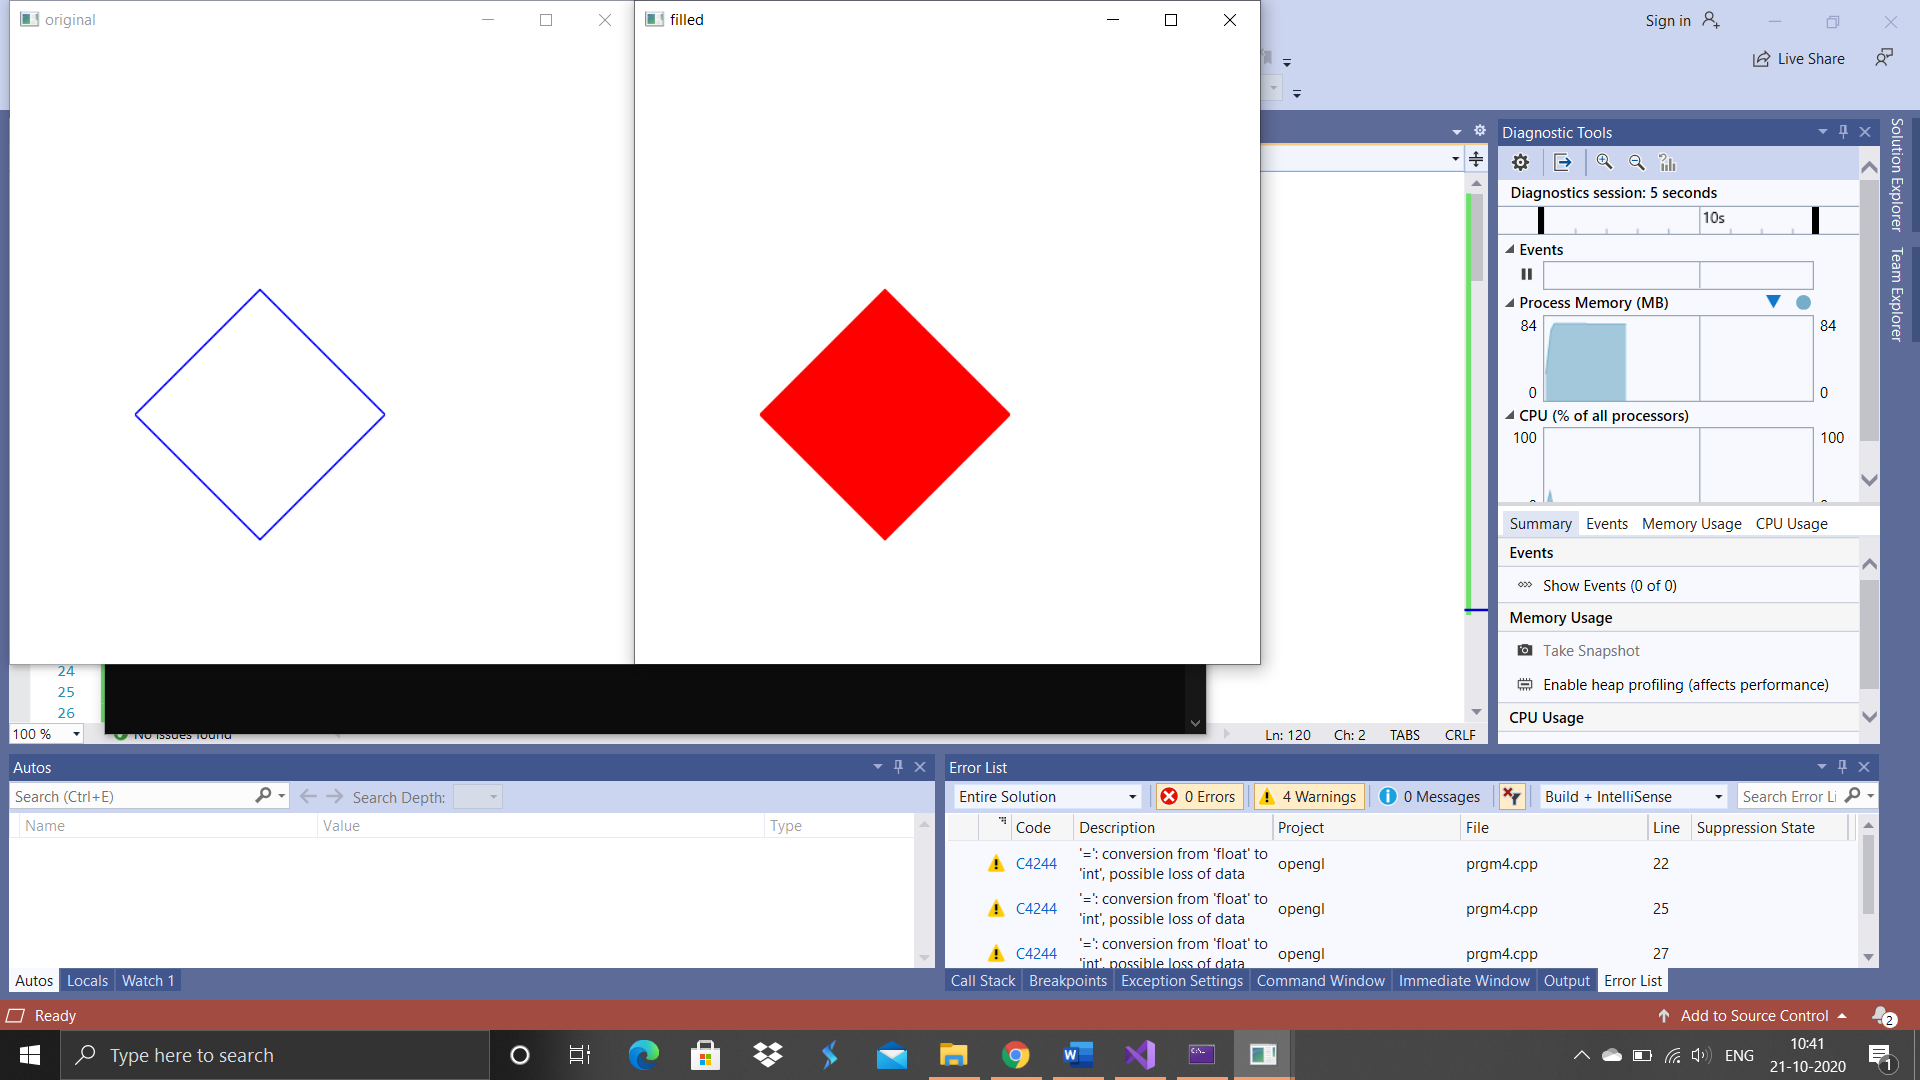 original
filled
Sign in
Live Share
Diagnostic Tools
Diagnostics session: 5 seconds
10s
Events
Process Memory (MB)
84
84
0
0
CPU (% of all processors)
100
100
Summary Events Memory Usage CPU Usage
Events
Show Events (0 of 0)
Memory Usage
Take Snapshot
Enable heap profiling (affects performance)
CPU Usage
Solution Explorer
Team Explorer
24
25
26
100 %
No issues found
Ln: 120 Ch: 2 TABS CRLF
Autos
Search (Ctrl+E)
Search Depth:
Name Value Type
Autos Locals Watch 1
Error List
Entire Solution
0 Errors
4 Warnings
0 Messages
Build + IntelliSense
Search Error Li
Code Description Project File Line Suppression State
C4244 '=': conversion from 'float' to 'int', possible loss of data opengl prgm4.cpp 22
C4244 '=': conversion from 'float' to 'int', possible loss of data opengl prgm4.cpp 25
C4244 '=': conversion from 'float' to 'int', possible loss of data opengl prgm4.cpp 27
Call Stack Breakpoints Exception Settings Command Window Immediate Window Output Error List
Ready
Add to Source Control
2
Type here to search
ENG
10:41
21-10-2020
1